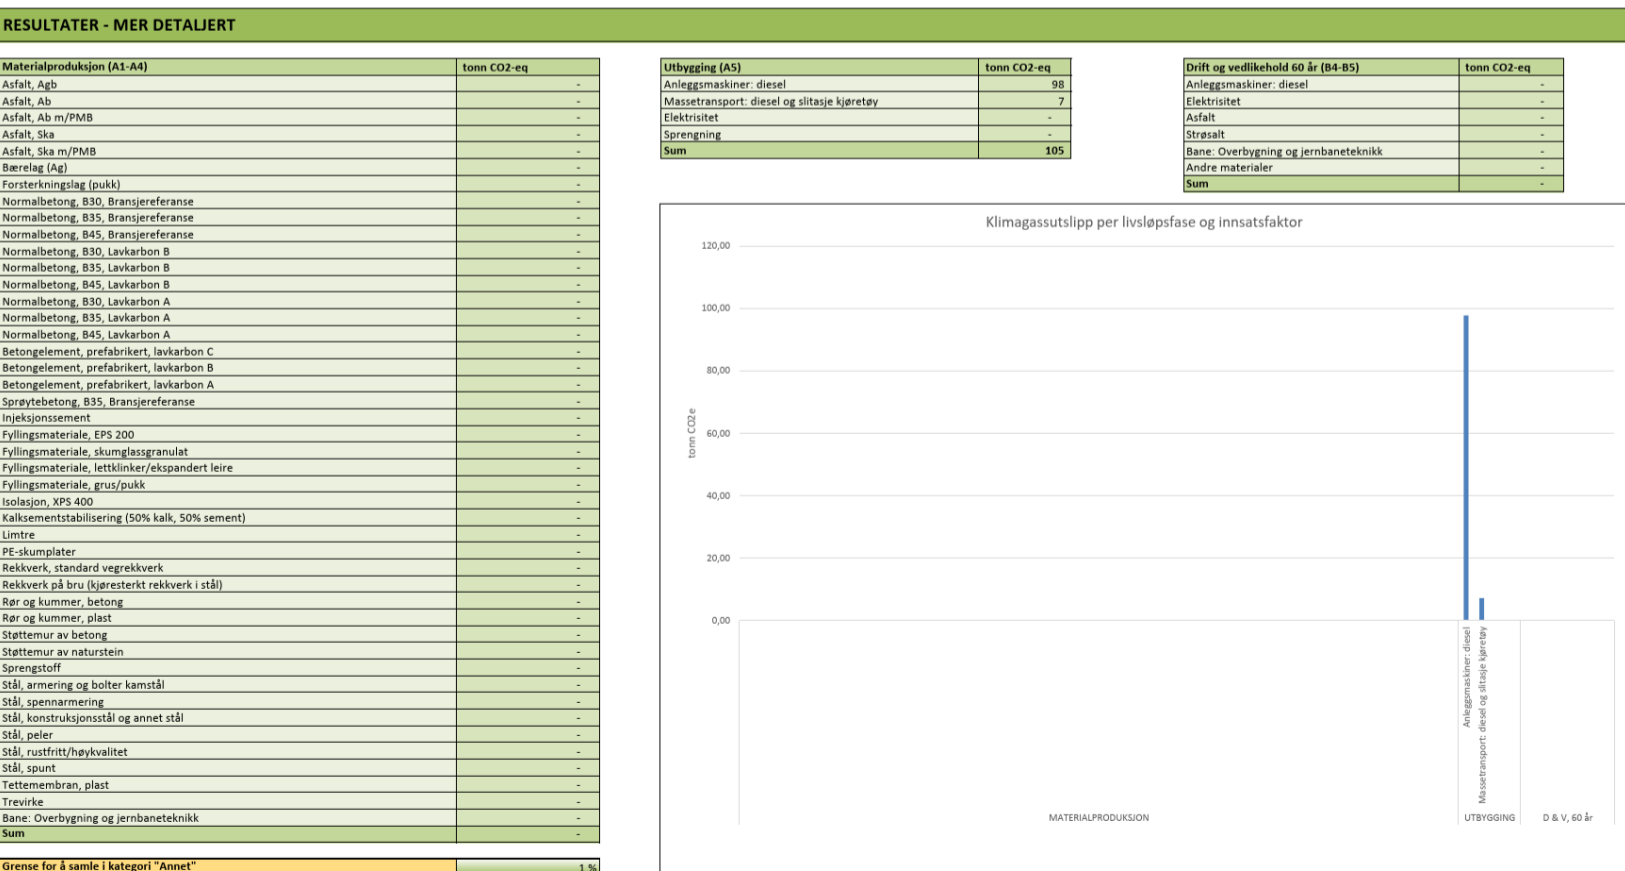 RESULTATER - MER DETALJERT
Materialproduksjon (A1-A4) tonn CO2-eq
Asfalt, Agb -
Asfalt, Ab -
Asfalt, Ab m/PMB -
Asfalt, Ska -
Asfalt, Ska m/PMB -
Bærelag (Ag) -
Forsterkningslag (pukk) -
Normalbetong, B30, Bransjereferanse -
Normalbetong, B35, Bransjereferanse -
Normalbetong, B45, Bransjereferanse -
Normalbetong, B30, Lavkarbon B -
Normalbetong, B35, Lavkarbon B -
Normalbetong, B45, Lavkarbon B -
Normalbetong, B30, Lavkarbon A -
Normalbetong, B35, Lavkarbon A -
Normalbetong, B45, Lavkarbon A -
Betongelement, prefabrikert, lavkarbon C -
Betongelement, prefabrikert, lavkarbon B -
Betongelement, prefabrikert, lavkarbon A -
Sprøytebetong, B35, Bransjereferanse -
Injeksjonssement -
Fyllingsmateriale, EPS 200 -
Fyllingsmateriale, skumglassgranulat -
Fyllingsmateriale, lettklinker/ekspandert leire -
Fyllingsmateriale, grus/pukk -
Isolasjon, XPS 400 -
Kalksementstabilisering (50% kalk, 50% sement) -
Limtre -
PE-skumplater -
Rekkverk, standard vegrekkverk -
Rekkverk på bru (kjøresterkt rekkverk i stål) -
Rør og kummer, betong -
Rør og kummer, plast -
Støttemur av betong -
Støttemur av naturstein -
Sprengstoff -
Stål, armering og bolter kamstål -
Stål, spennarmering -
Stål, konstruksjonsstål og annet stål -
Stål, peler -
Stål, rustfritt/høykvalitet -
Stål, spunt -
Tettemembran, plast -
Trevirke -
Bane: Overbygning og jernbaneteknikk -
Sum -
Grense for å samle i kategori "Annet" 1 %
Utbygging (A5) tonn CO2-eq
Anleggsmaskiner: diesel 98
Massetransport: diesel og slitasje kjøretøy 7
Elektrisitet -
Sprengning -
Sum 105
Drift og vedlikehold 60 år (B4-B5) tonn CO2-eq
Anleggsmaskiner: diesel -
Elektrisitet -
Asfalt -
Strøsalt -
Bane: Overbygning og jernbaneteknikk -
Andre materialer -
Sum -
Klimagassutslipp per livsløpsfase og innsatsfaktor
tonn CO2e
120,00
100,00
80,00
60,00
40,00
20,00
0,00
Anleggsmaskiner: diesel
Massetransport: diesel og slitasje kjøretøy
MATERIALPRODUKSJON UTBYGGING D & V, 60 år